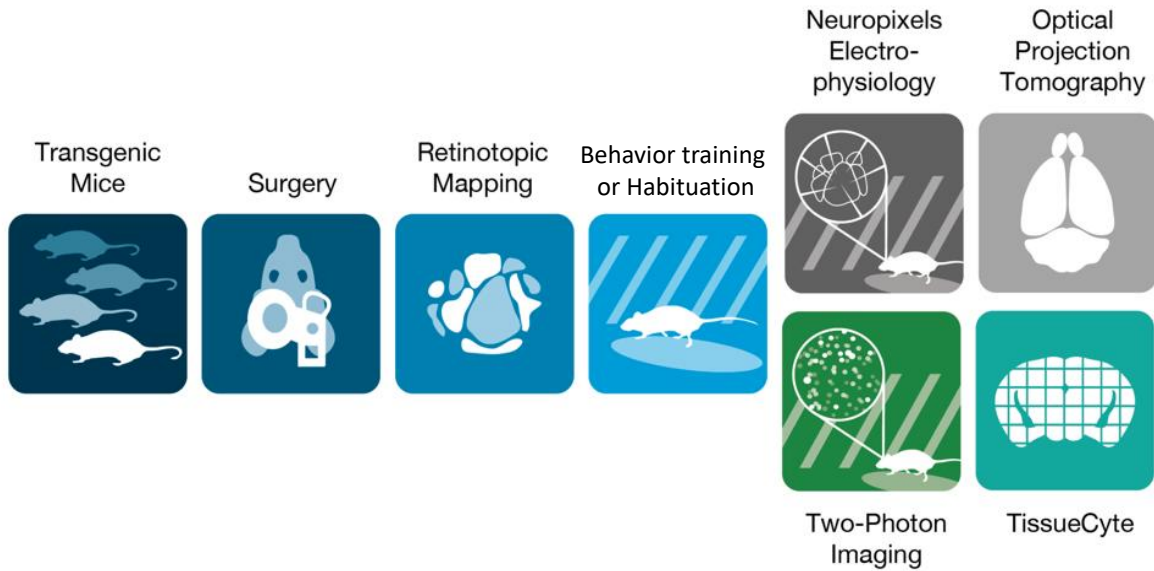 Transgenic
Mice
Surgery
Retinotopic
Mapping
Behavior training
or Habituation
Neuropixels
Electro-
physiology
Optical
Projection
Tomography
Two-Photon
Imaging
TissueCyte